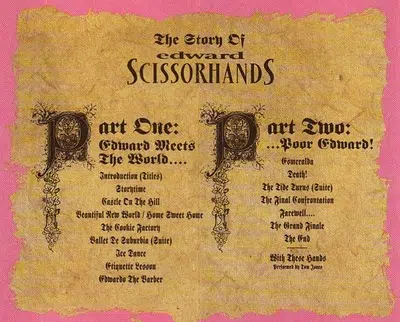 The Story Of
edward
SCISSORHANDS
Part One:
Edward Meets
The World....
Introduction (Titles)
Storytime
Castle On The Hill
Beautiful New World / Home Sweet Home
The Cookie Factory
Ballet De Suburbia (Suite)
Ice Dance
Etiquette Lesson
Edwardo The Barber
Part Two:
...Poor Edward!
Esmeralda
Death!
The Tide Turns (Suite)
The Final Confrontation
Farewell....
The Grand Finale
The End
With These Hands
Performed by Tom Jones